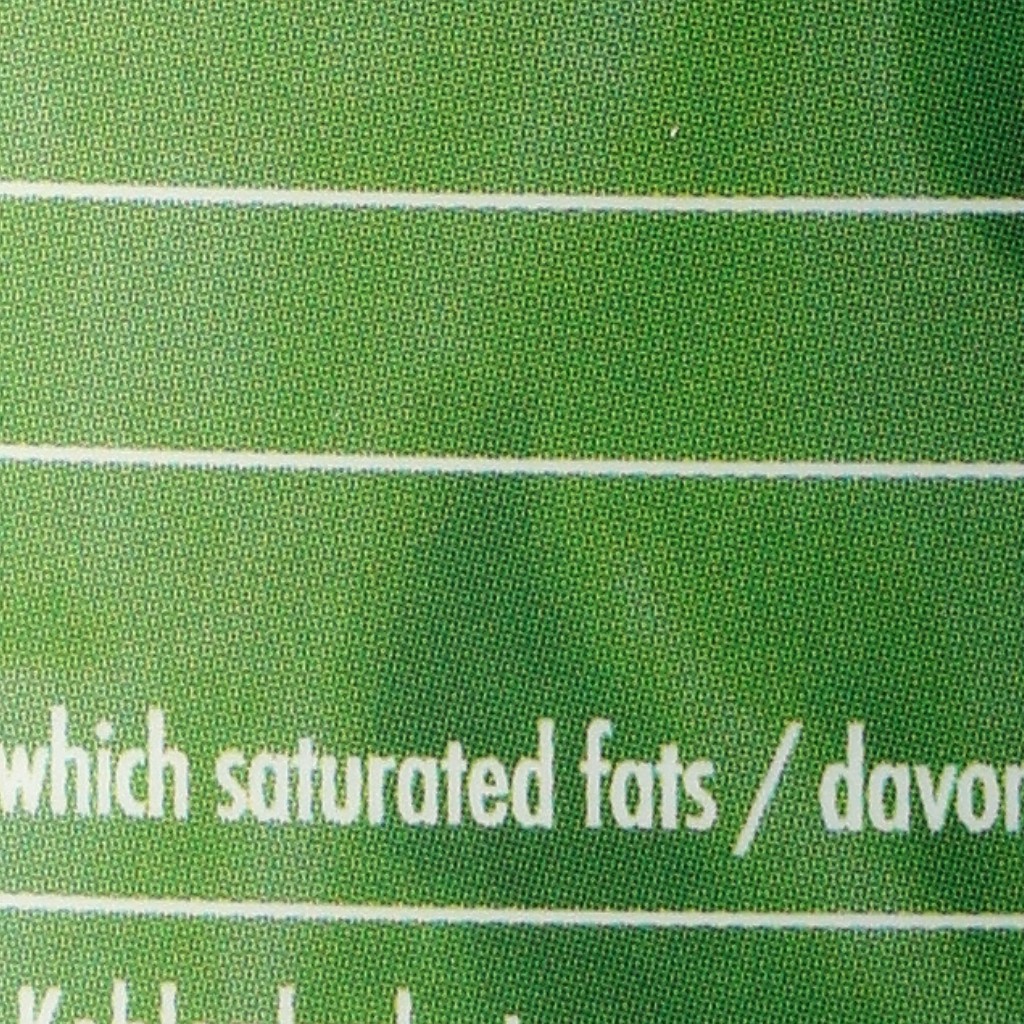 which saturated fats / davon